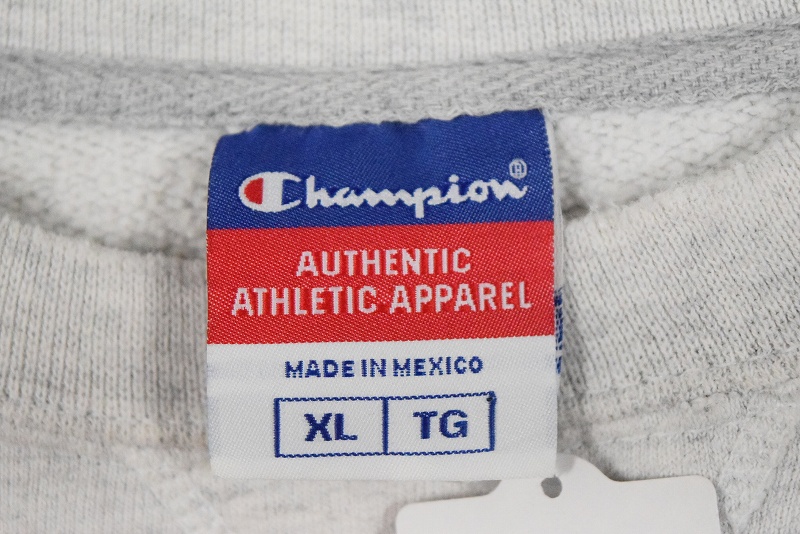 Champion®
AUTHENTIC
ATHLETIC APPAREL
MADE IN MEXICO
XL TG